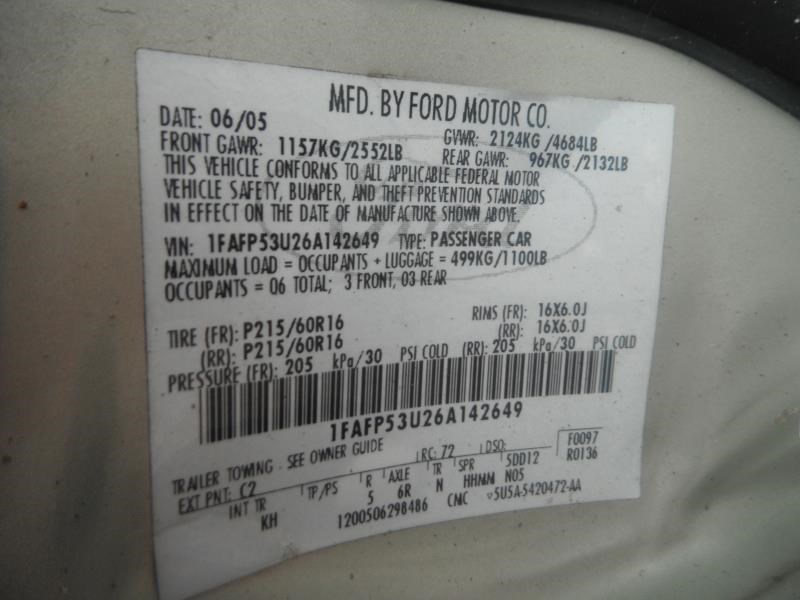 MFD. BY FORD MOTOR CO.
DATE: 06/05 GVWR: 2124KG /4684LB
FRONT GAWR: 1157KG/2552LB REAR GAWR: 967KG /2132LB
THIS VEHICLE CONFORMS TO ALL APPLICABLE FEDERAL MOTOR
VEHICLE SAFETY, BUMPER, AND THEFT PREVENTION STANDARDS
IN EFFECT ON THE DATE OF MANUFACTURE SHOWN ABOVE.
VIN: 1FAFP53U26A142649 TYPE: PASSENGER CAR
MAXIMUM LOAD = OCCUPANTS + LUGGAGE = 499KG/1100LB
OCCUPANTS = 06 TOTAL; 3 FRONT, 03 REAR
TIRE (FR): P215/60R16 RIMS (FR): 16X6.0J
(RR): P215/60R16 (RR): 16X6.0J
PRESSURE (FR): 205 kPa/30 PSI COLD (RR): 205 kPa/30 PSI COLD
1FAFP53U26A142649
TRAILER TOWING - SEE OWNER GUIDE RC: 72 DSO: F0097
EXT PNT: C2 TP/PS R AXLE TR SPR 5DD12 R0136
INT TR KH 5 6R N HHMM N05
1200506298486 CMC 5U5A-5420472-AA